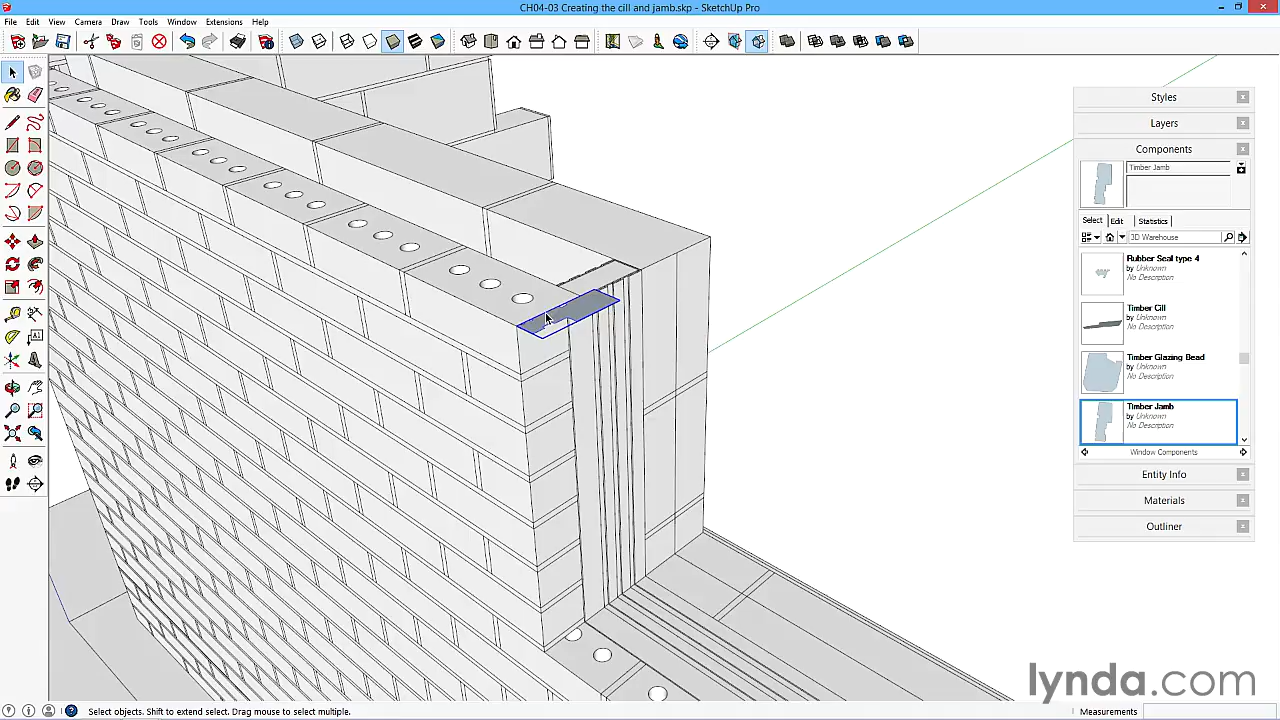 CH04-03 Creating the cill and jamb.skp - SketchUp Pro
File Edit View Camera Draw Tools Window Extensions Help
Styles
Layers
Components
Timber Jamb
Select Edit Statistics
3D Warehouse
Rubber Seal type 4
by Unknown
No Description
Timber Cill
by Unknown
No Description
Timber Glazing Bead
by Unknown
No Description
Timber Jamb
by Unknown
No Description
Window Components
Entity Info
Materials
Outliner
lynda.com
Select objects. Shift to extend select. Drag mouse to select multiple.
Measurements